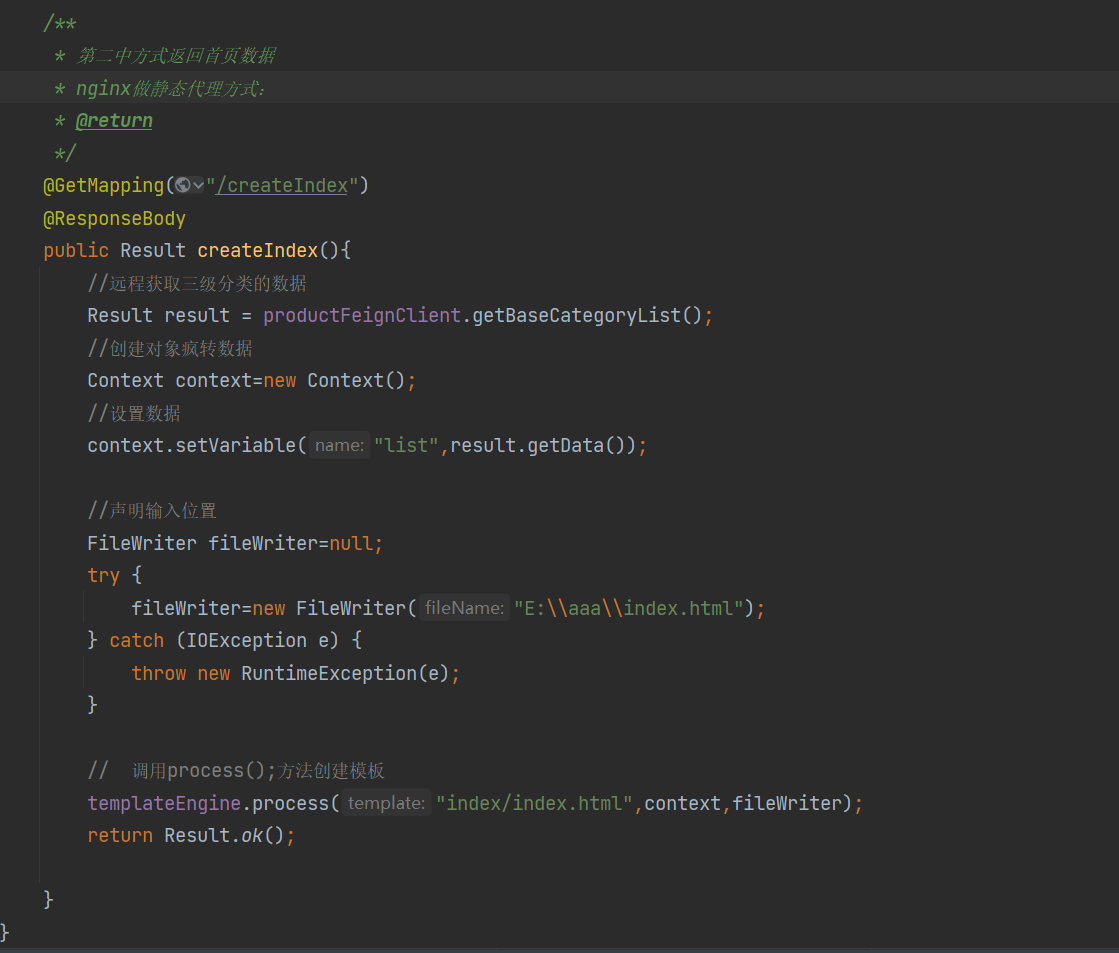 /**
* 第二中方式返回首页数据
* nginx做静态代理方式：
* @return
*/
@GetMapping("/createIndex")
@ResponseBody
public Result createIndex(){
//远程获取三级分类的数据
Result result = productFeignClient.getBaseCategoryList();
//创建对象疯转数据
Context context=new Context();
//设置数据
context.setVariable( name: "list",result.getData());
//声明输入位置
FileWriter fileWriter=null;
try {
fileWriter=new FileWriter( fileName: "E:\\aaa\\index.html");
} catch (IOException e) {
throw new RuntimeException(e);
}
// 调用process();方法创建模板
templateEngine.process( template: "index/index.html",context,fileWriter);
return Result.ok();
}
}